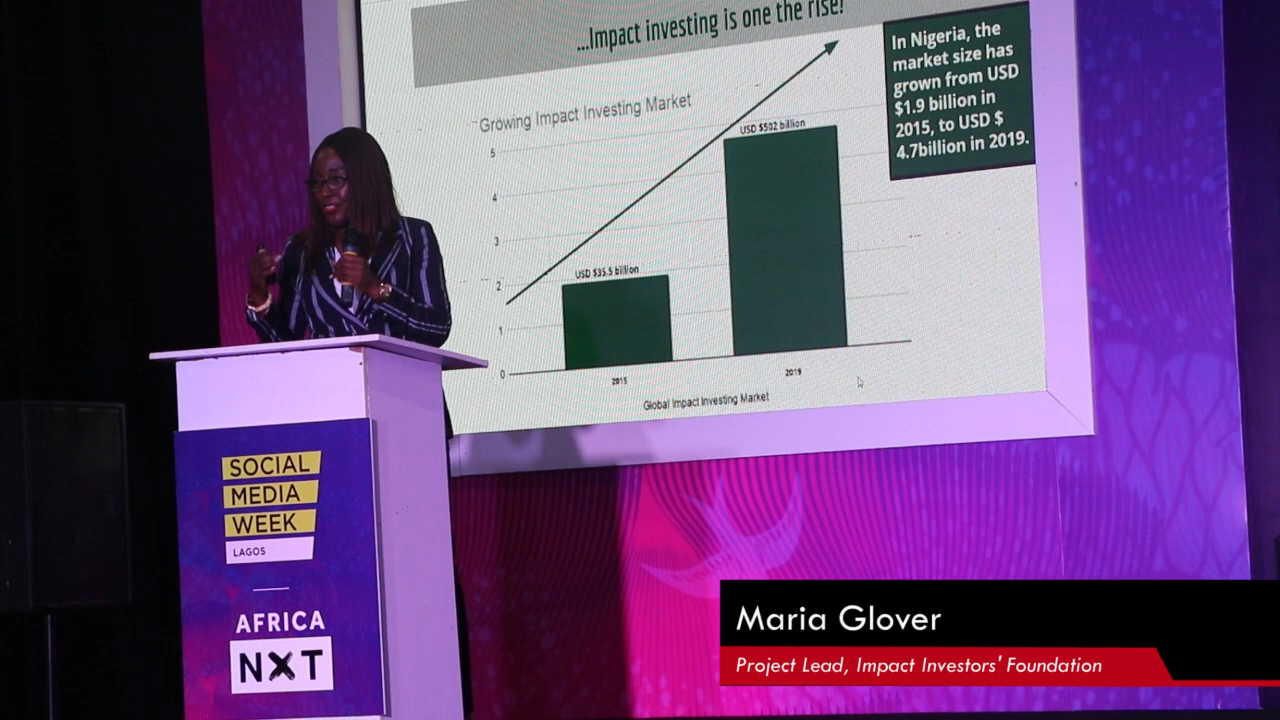 ...Impact investing is one the rise!
In Nigeria, the
market size has
grown from USD
$1.9 billion in
2015, to USD $
4.7billion in 2019.
Growing Impact Investing Market
USD $502 billion
USD $35.5 billion
5
4
3
2
1
0
2015
2019
Global Impact Investing Market
SOCIAL
MEDIA
WEEK
LAGOS
AFRICA
NXT
Maria Glover
Project Lead, Impact Investors' Foundation